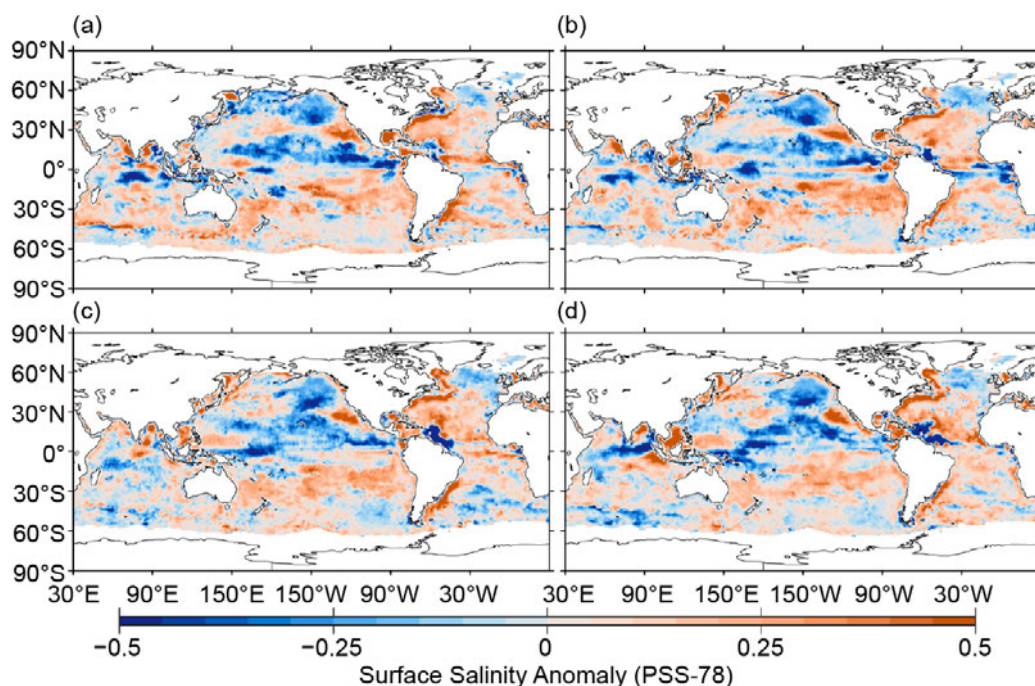 (a) (b)
90°N
60°N
30°N
0°
30°S
60°S
90°S
(c) (d)
90°N
60°N
30°N
0°
30°S
60°S
90°S
30°E 90°E 150°E 150°W 90°W 30°W 30°E 90°E 150°E 150°W 90°W 30°W
−0.5 −0.25 0 0.25 0.5
Surface Salinity Anomaly (PSS-78)